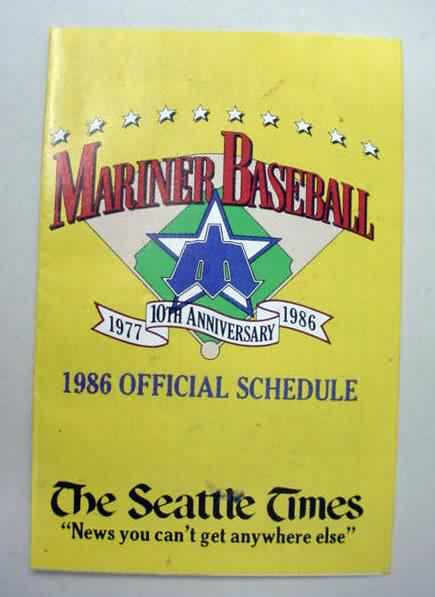 MARINER BASEBALL
1977 10TH ANNIVERSARY 1986
1986 OFFICIAL SCHEDULE
The Seattle Times
"News you can't get anywhere else"